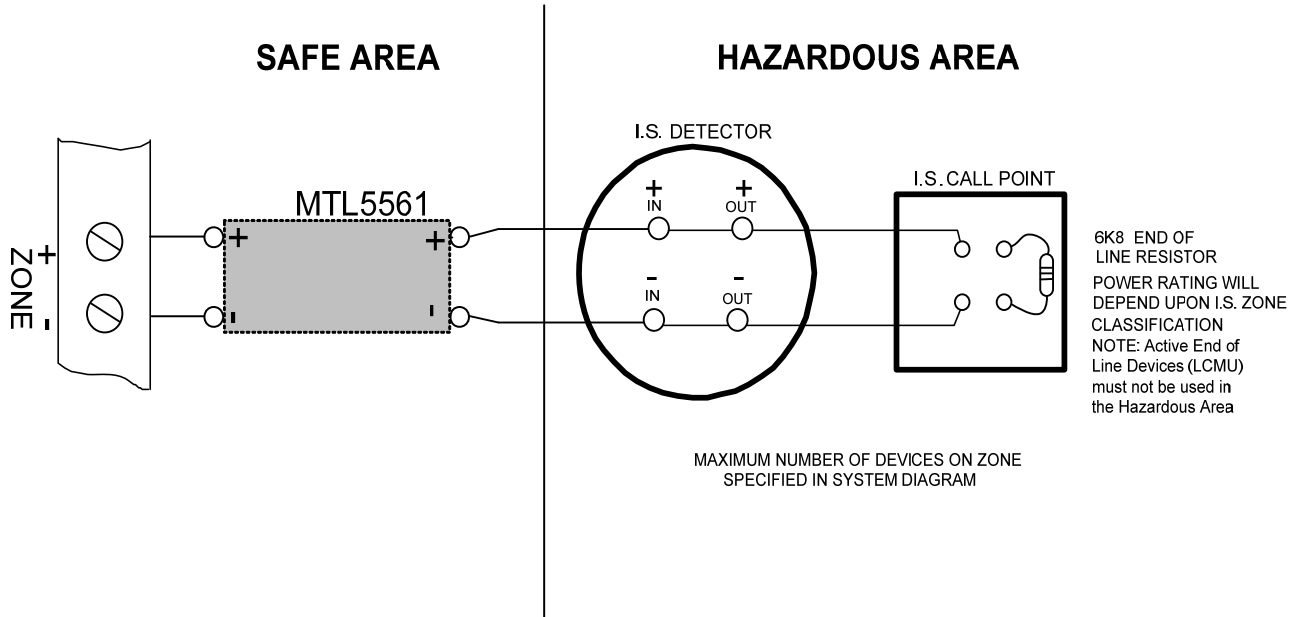 SAFE AREA
HAZARDOUS AREA
I.S. DETECTOR
I.S. CALL POINT
MTL5561
+ +
IN OUT
- -
IN OUT
+ +
- -
ZONE
+
-
6K8 END OF
LINE RESISTOR
POWER RATING WILL
DEPEND UPON I.S. ZONE
CLASSIFICATION
NOTE: Active End of
Line Devices (LCMU)
must not be used in
the Hazardous Area
MAXIMUM NUMBER OF DEVICES ON ZONE
SPECIFIED IN SYSTEM DIAGRAM